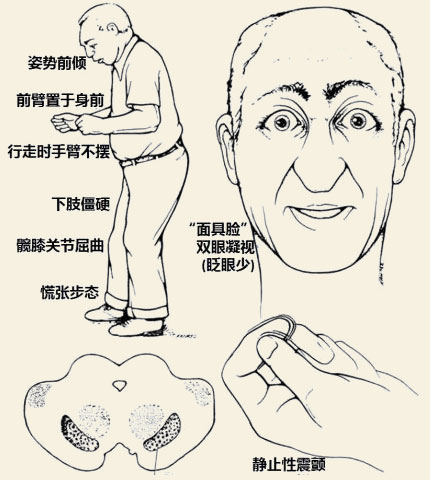 姿势前倾
前臂置于身前
行走时手臂不摆
下肢僵硬
髋膝关节屈曲
慌张步态
“面具脸”
双眼凝视
(眨眼少)
静止性震颤